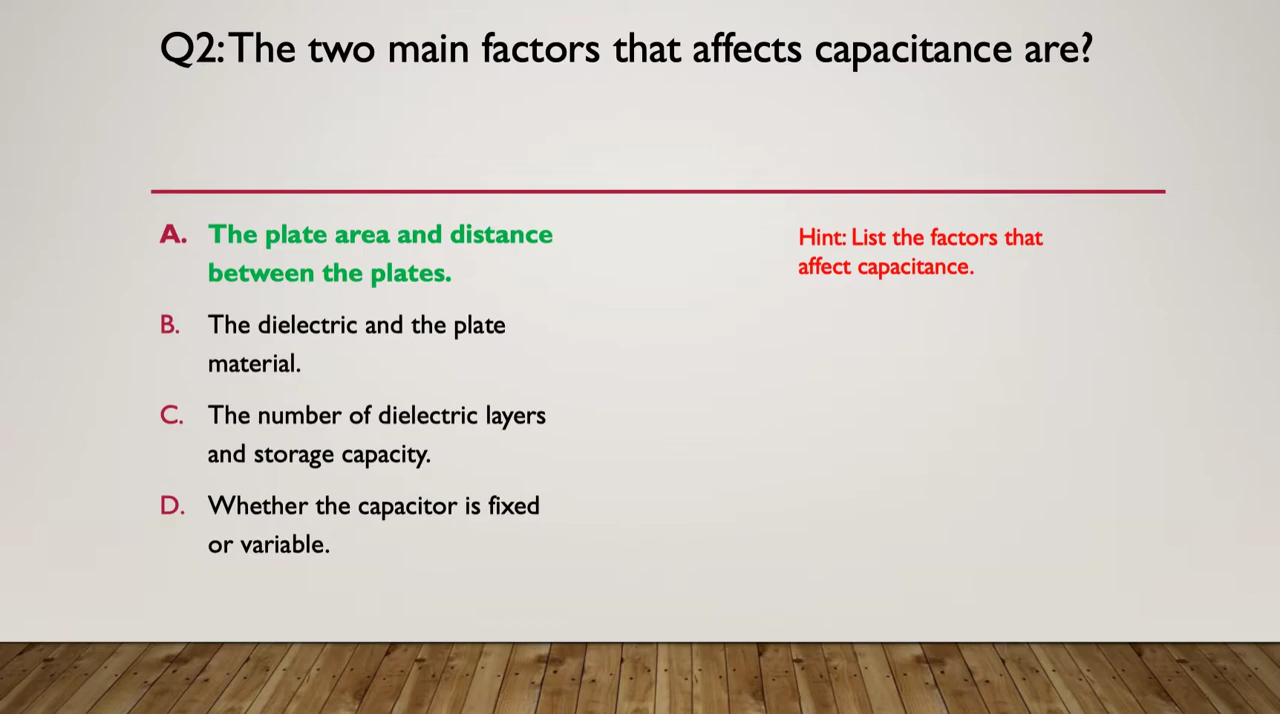 Q2: The two main factors that affects capacitance are?
A. The plate area and distance
between the plates.
B. The dielectric and the plate
material.
C. The number of dielectric layers
and storage capacity.
D. Whether the capacitor is fixed
or variable.
Hint: List the factors that
affect capacitance.